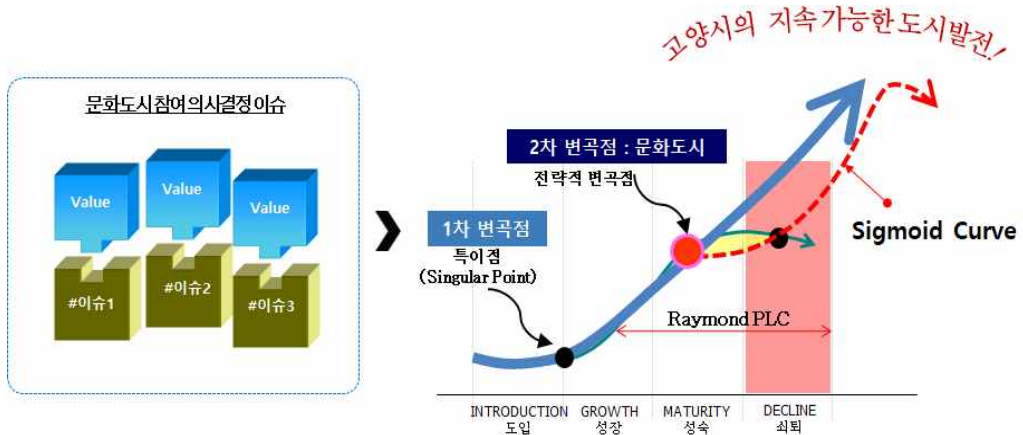 고양시의 지속가능한도시발전!
문화도시참여의사결정이슈
Value
Value
Value
#이슈1
#이슈2
#이슈3
2차 변곡점 : 문화도시
전략적 변곡점
1차 변곡점
특이점
(Singular Point)
Sigmoid Curve
Raymond PLC
INTRODUCTION
도입
GROWTH
성장
MATURITY
성숙
DECLINE
쇠퇴